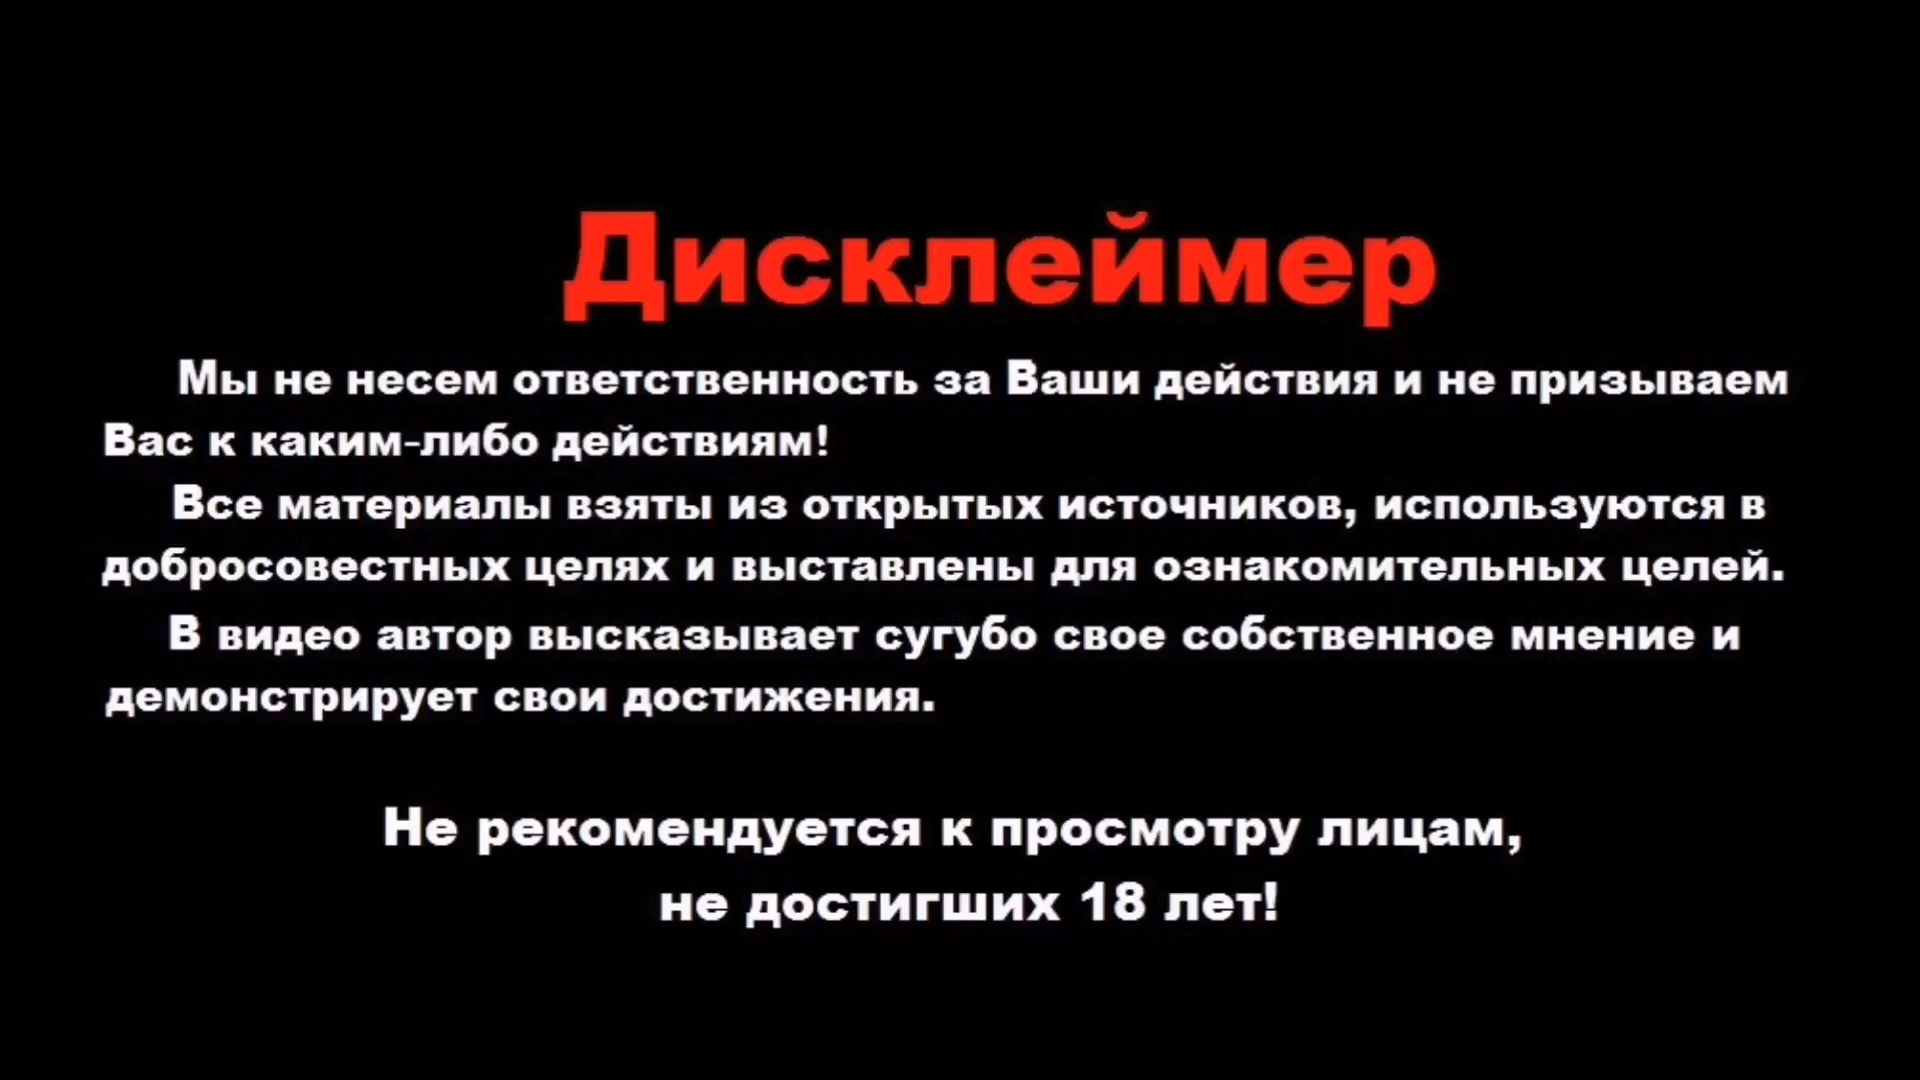 Дисклеймер
Мы не несем ответственность за Ваши действия и не призываем
Вас к каким-либо действиям!
Все материалы взяты из открытых источников, используются в
добросовестных целях и выставлены для ознакомительных целей.
В видео автор высказывает сугубо свое собственное мнение и
демонстрирует свои достижения.
Не рекомендуется к просмотру лицам,
не достигших 18 лет!